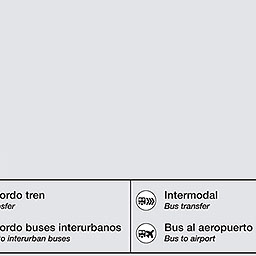 ordo tren
sfer
ordo buses interurbanos
o interurban buses
Intermodal
Bus transfer
Bus al aeropuerto
Bus to airport